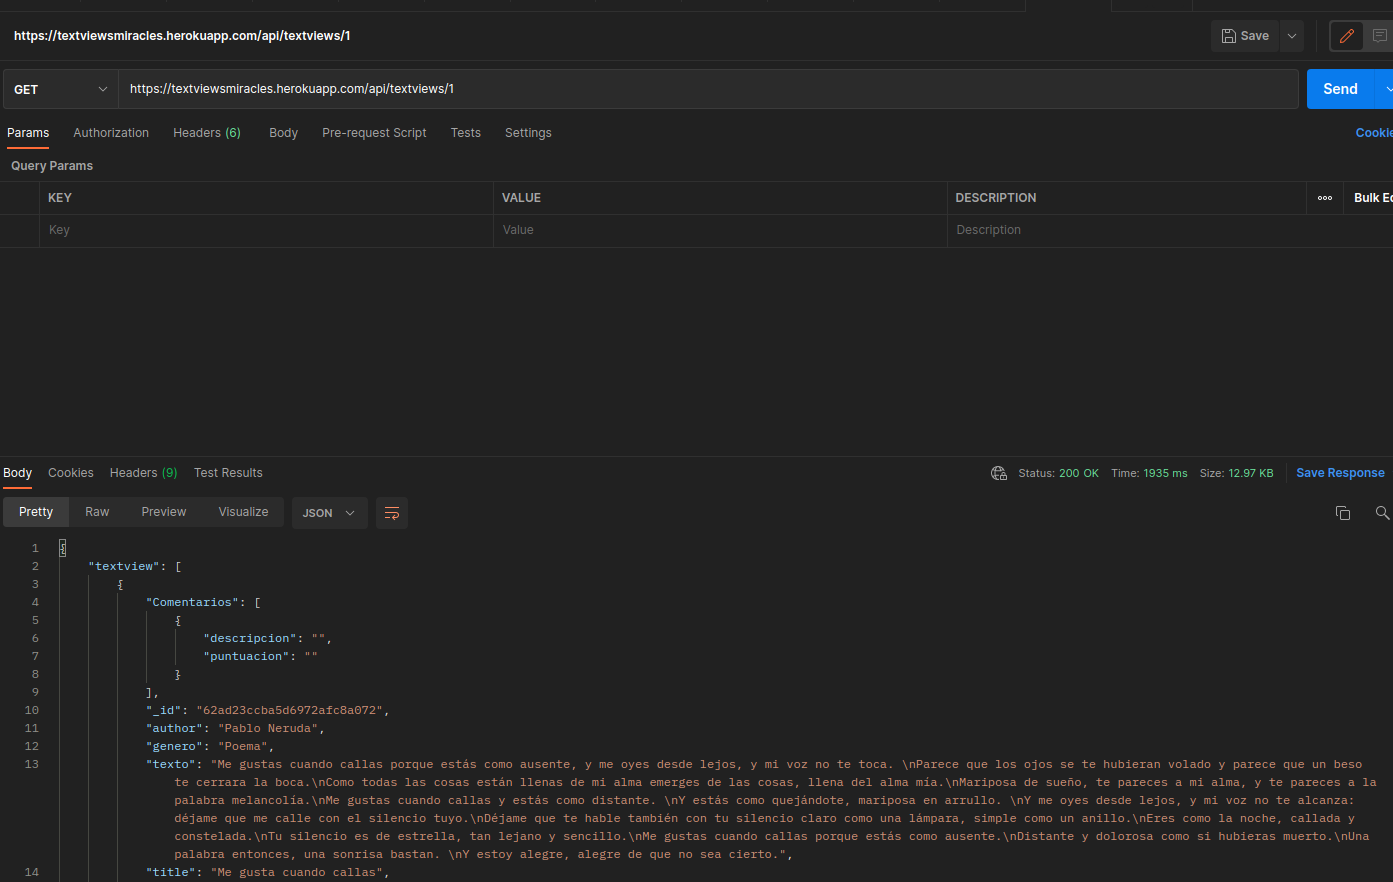 https://textviewsmiracles.herokuapp.com/api/textviews/1
Save
GET
https://textviewsmiracles.herokuapp.com/api/textviews/1
Send
Params Authorization Headers (6) Body Pre-request Script Tests Settings Cookie
Query Params
KEY VALUE DESCRIPTION ooo Bulk Ed
Key Value Description
Body Cookies Headers (9) Test Results Status: 200 OK Time: 1935 ms Size: 12.97 KB Save Response
Pretty Raw Preview Visualize JSON
1 {
2 "textview": [
3 {
4 "Comentarios": [
5 {
6 "descripcion": "",
7 "puntuacion": ""
8 }
9 ],
10 "_id": "62ad23ccba5d6972afc8a072",
11 "author": "Pablo Neruda",
12 "genero": "Poema",
13 "texto": "Me gustas cuando callas porque estás como ausente, y me oyes desde lejos, y mi voz no te toca. \nParece que los ojos se te hubieran volado y parece que un beso
te cerrara la boca.\nComo todas las cosas están llenas de mi alma emerges de las cosas, llena del alma mía.\nMariposa de sueño, te pareces a mi alma, y te pareces a la
palabra melancolía.\nMe gustas cuando callas y estás como distante. \nY estás como quejándote, mariposa en arrullo. \nY me oyes desde lejos, y mi voz no te alcanza:
déjame que me calle con el silencio tuyo.\nDéjame que te hable también con tu silencio claro como una lámpara, simple como un anillo.\nEres como la noche, callada y
constelada.\nTu silencio es de estrella, tan lejano y sencillo.\nMe gustas cuando callas porque estás como ausente.\nDistante y dolorosa como si hubieras muerto.\nUna
palabra entonces, una sonrisa bastan. \nY estoy alegre, alegre de que no sea cierto.",
14 "title": "Me gusta cuando callas",